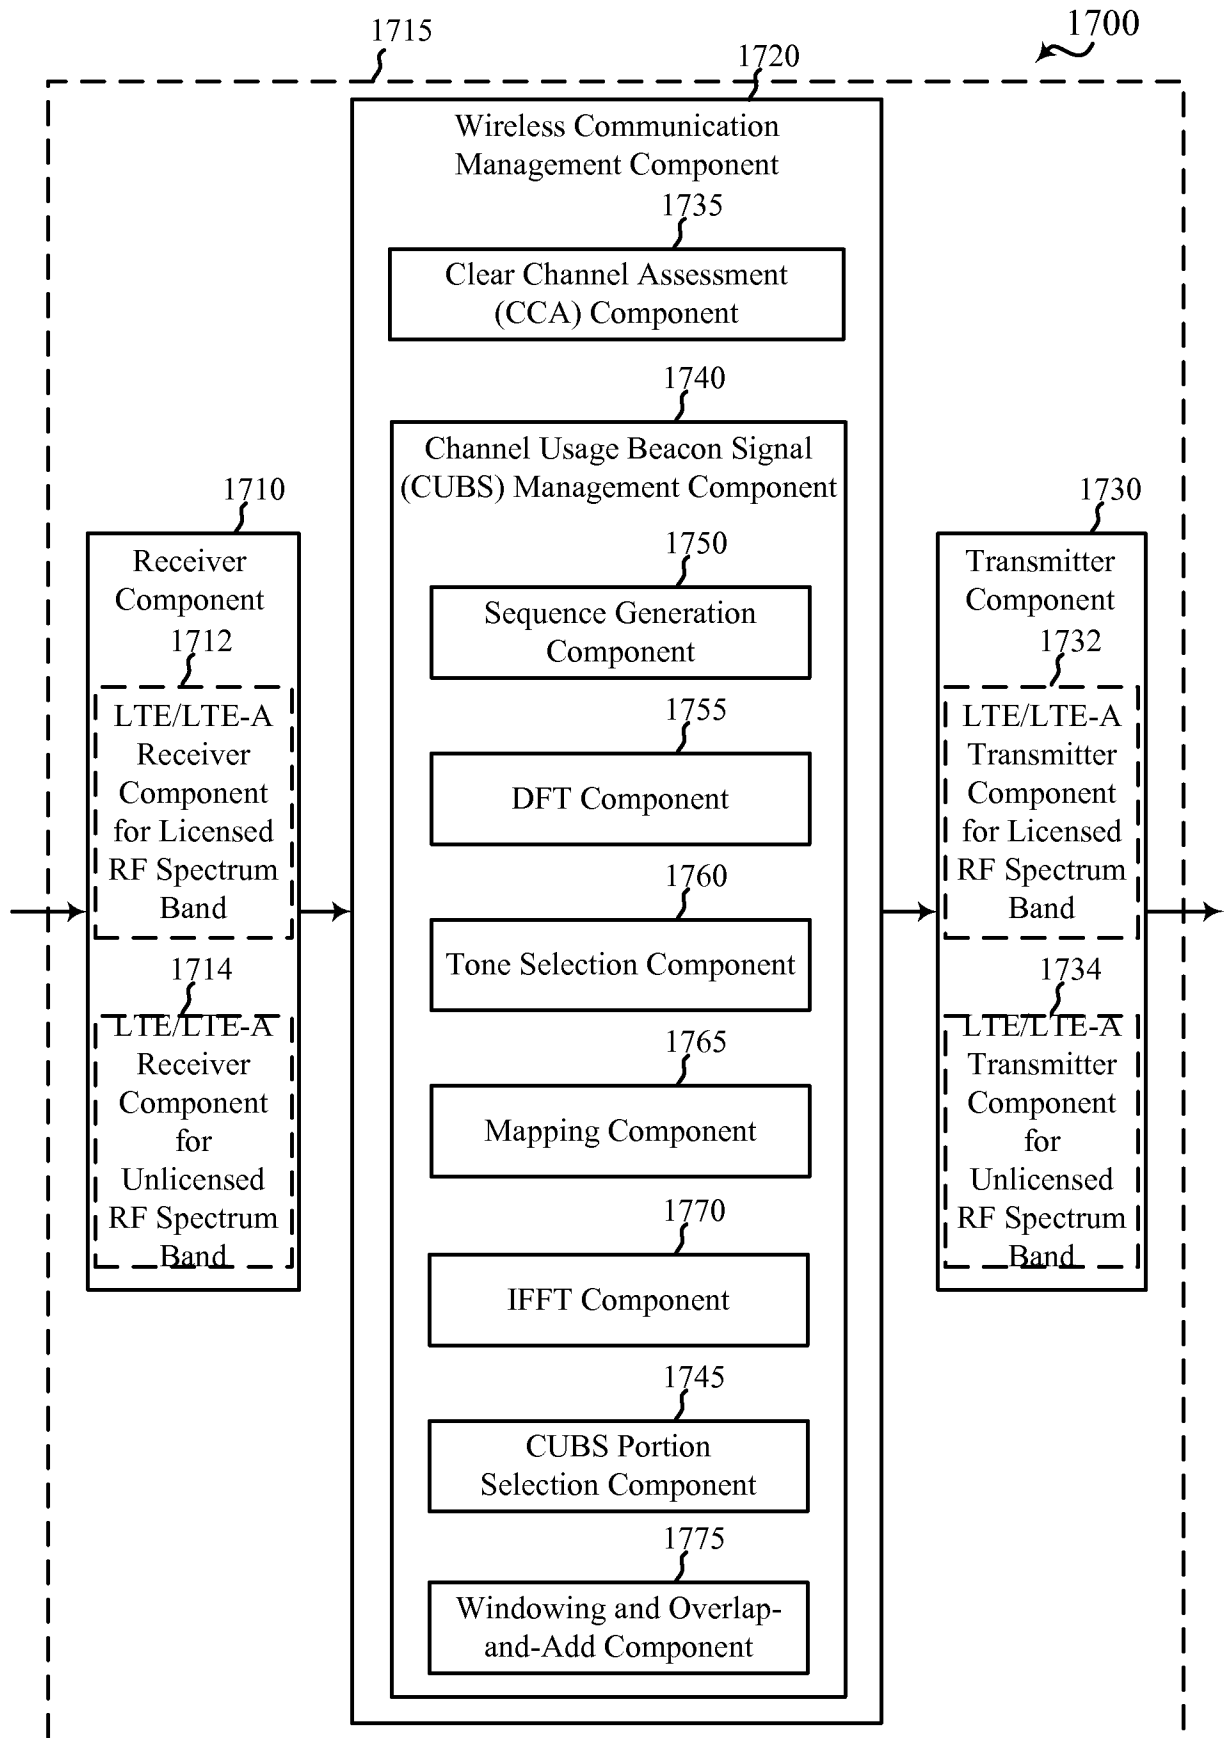 1700
1715
1720
Wireless Communication
Management Component
1735
Clear Channel Assessment
(CCA) Component
1740
Channel Usage Beacon Signal
(CUBS) Management Component
1710
Receiver
Component
1712
LTE/LTE-A
Receiver
Component
for Licensed
RF Spectrum
Band
1714
LTE/LTE-A
Receiver
Component
for
Unlicensed
RF Spectrum
Band
1750
Sequence Generation
Component
1755
DFT Component
1760
Tone Selection Component
1765
Mapping Component
1770
IFFT Component
1745
CUBS Portion
Selection Component
1775
Windowing and Overlap-
and-Add Component
1730
Transmitter
Component
1732
LTE/LTE-A
Transmitter
Component
for Licensed
RF Spectrum
Band
1734
LTE/LTE-A
Transmitter
Component
for
Unlicensed
RF Spectrum
Band